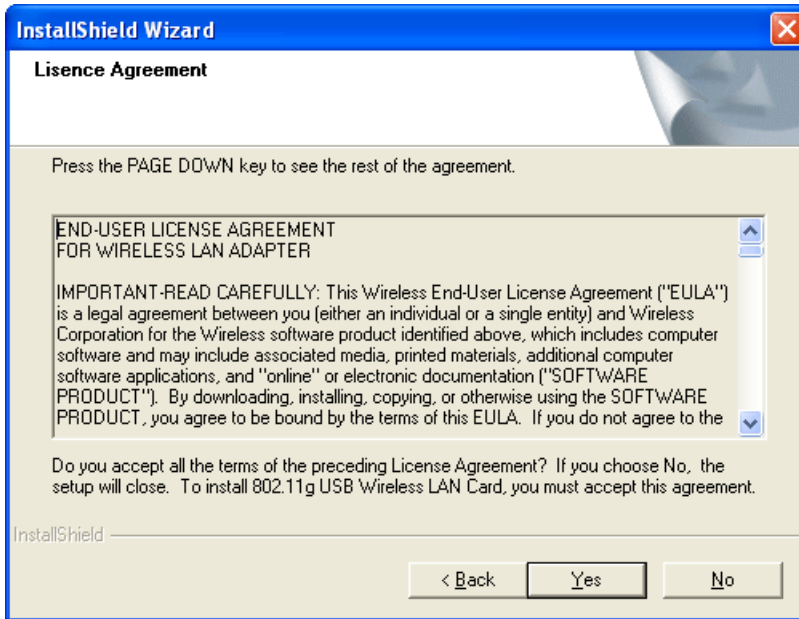 InstallShield Wizard
Lisence Agreement
Press the PAGE DOWN key to see the rest of the agreement.
END-USER LICENSE AGREEMENT
FOR WIRELESS LAN ADAPTER
IMPORTANT-READ CAREFULLY: This Wireless End-User License Agreement ("EULA")
is a legal agreement between you (either an individual or a single entity) and Wireless
Corporation for the Wireless software product identified above, which includes computer
software and may include associated media, printed materials, additional computer
software applications, and "online" or electronic documentation ("SOFTWARE
PRODUCT").  By downloading, installing, copying, or otherwise using the SOFTWARE
PRODUCT, you agree to be bound by the terms of this EULA.  If you do not agree to the
Do you accept all the terms of the preceding License Agreement?  If you choose No,  the
setup will close.  To install 802.11g USB Wireless LAN Card, you must accept this agreement.
InstallShield
< Back
Yes
No